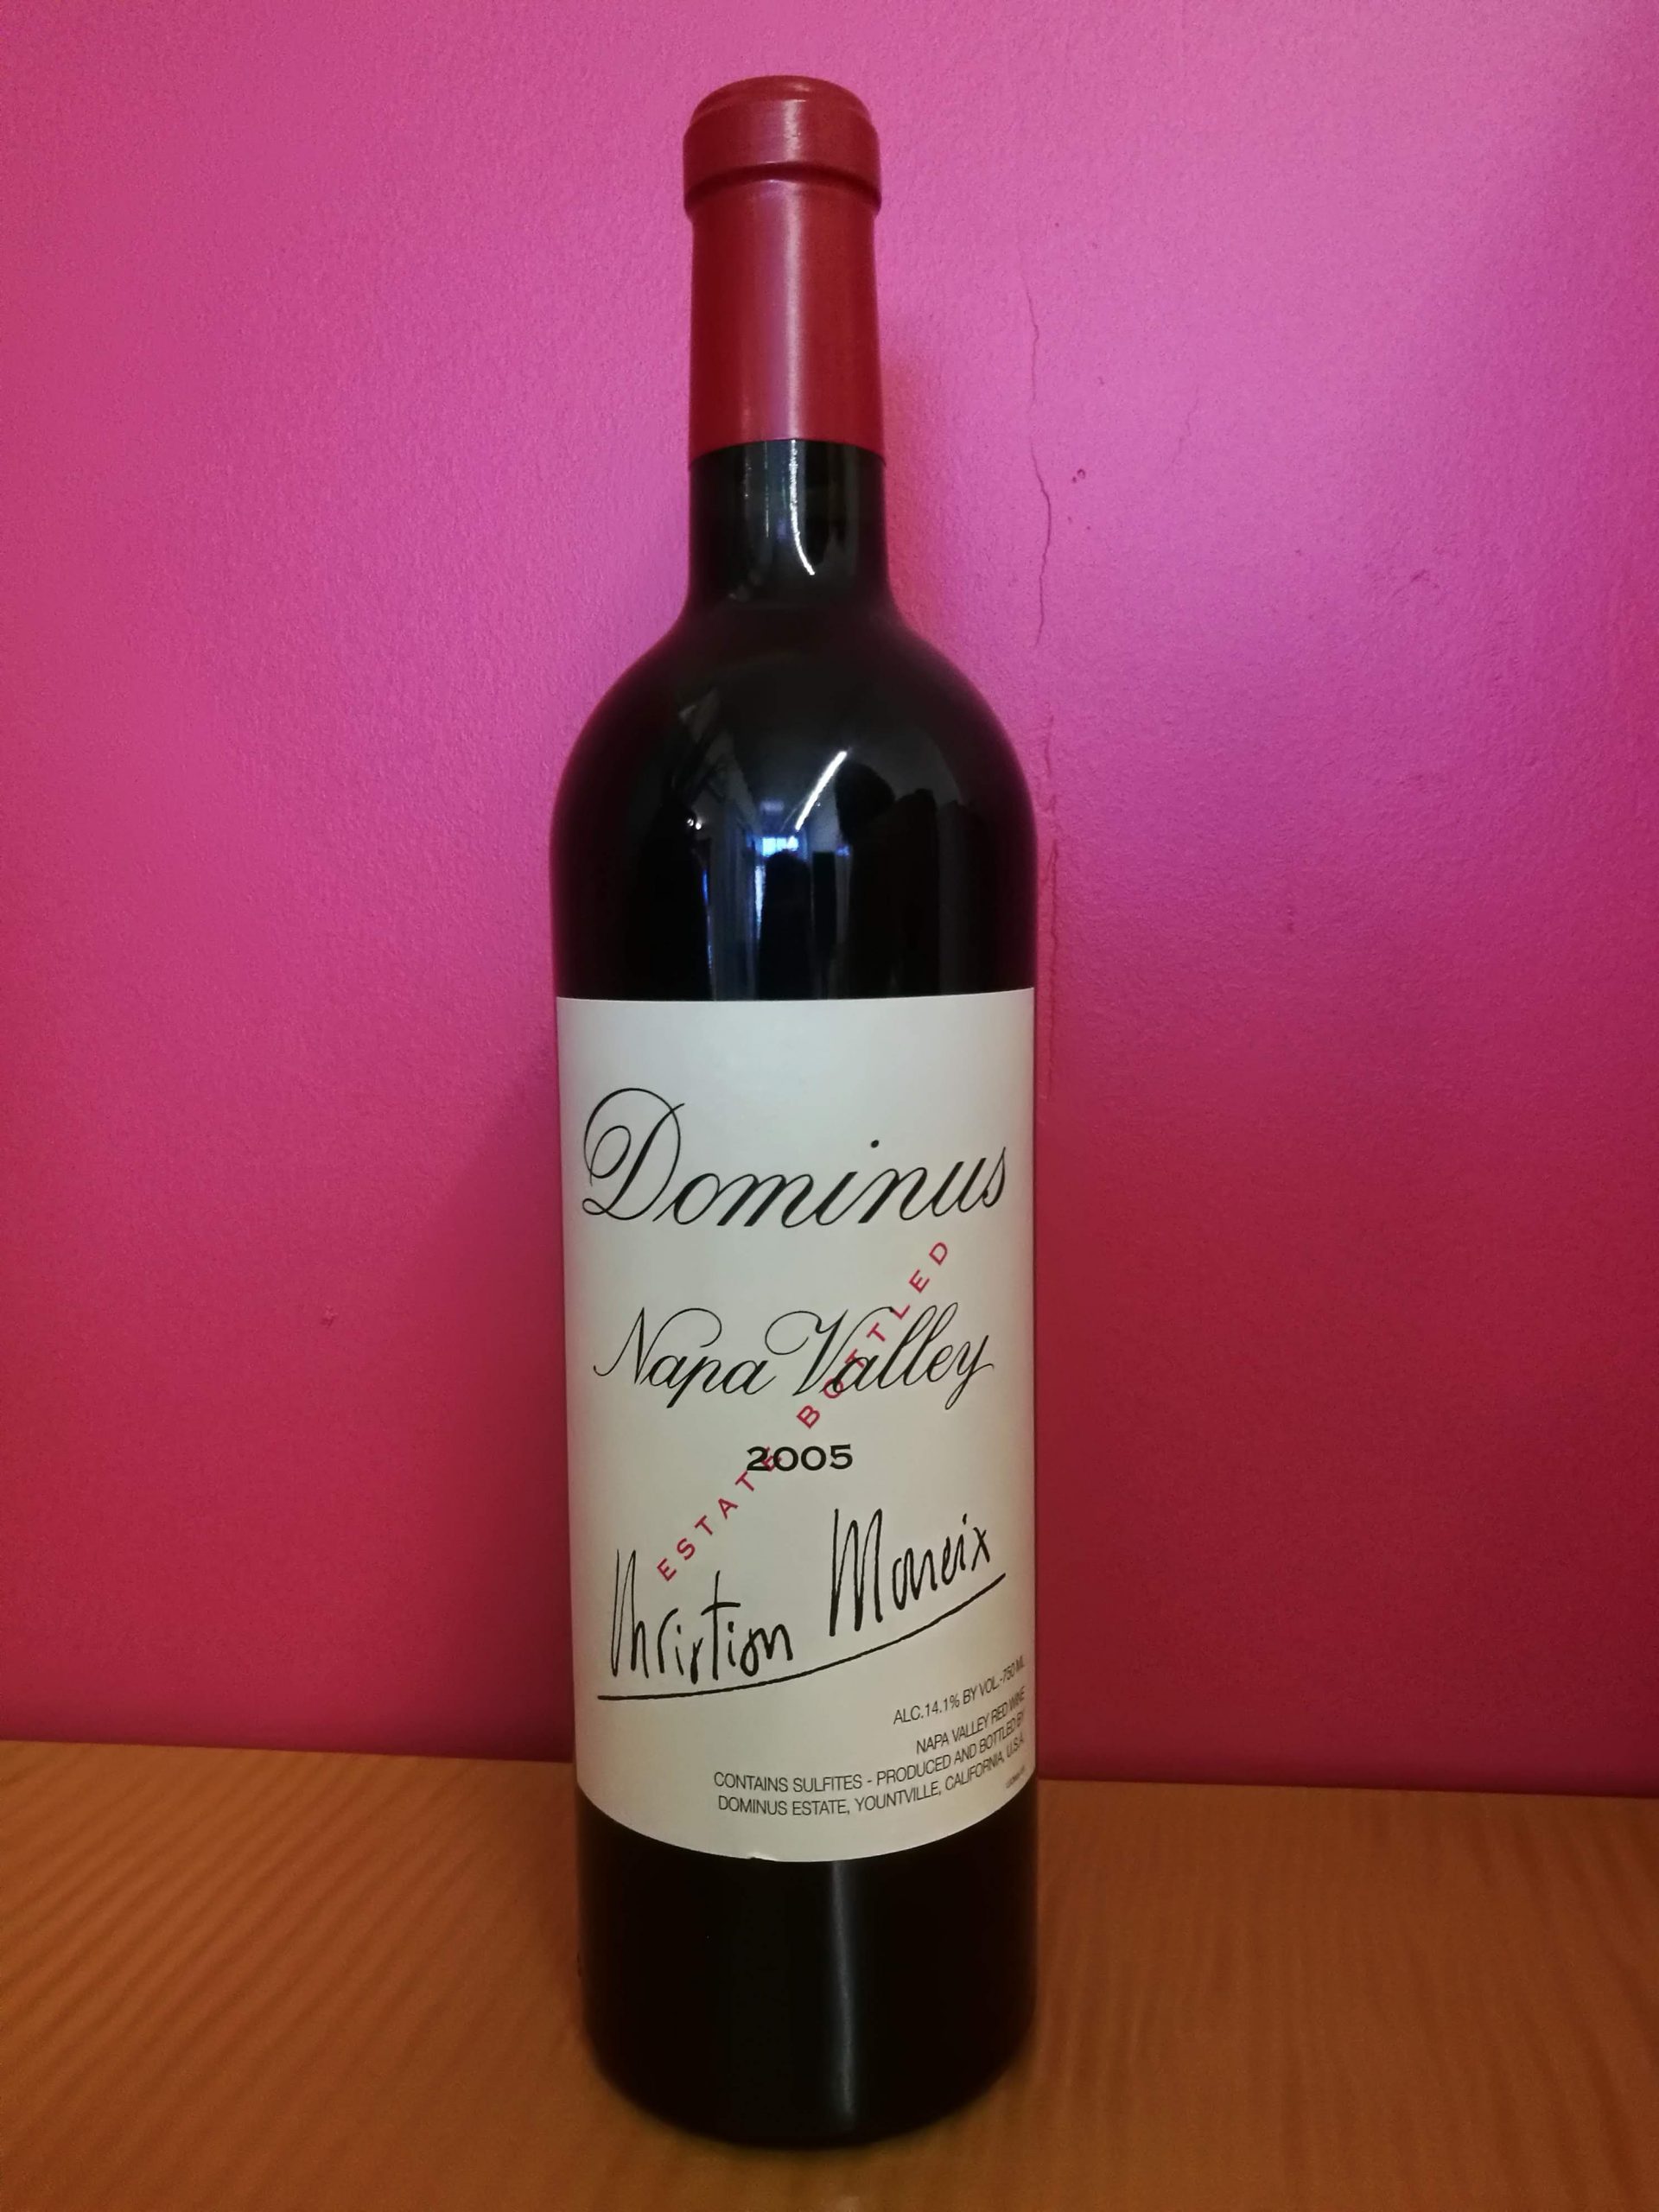 Dominus
Napa Valley
ESTATE BOTTLED
2005
Christian Moueix
ALC.14.1% BY VOL.-750 ML
NAPA VALLEY RED WINE
CONTAINS SULFITES - PRODUCED AND BOTTLED BY
DOMINUS ESTATE, YOUNTVILLE, CALIFORNIA, U.S.A.